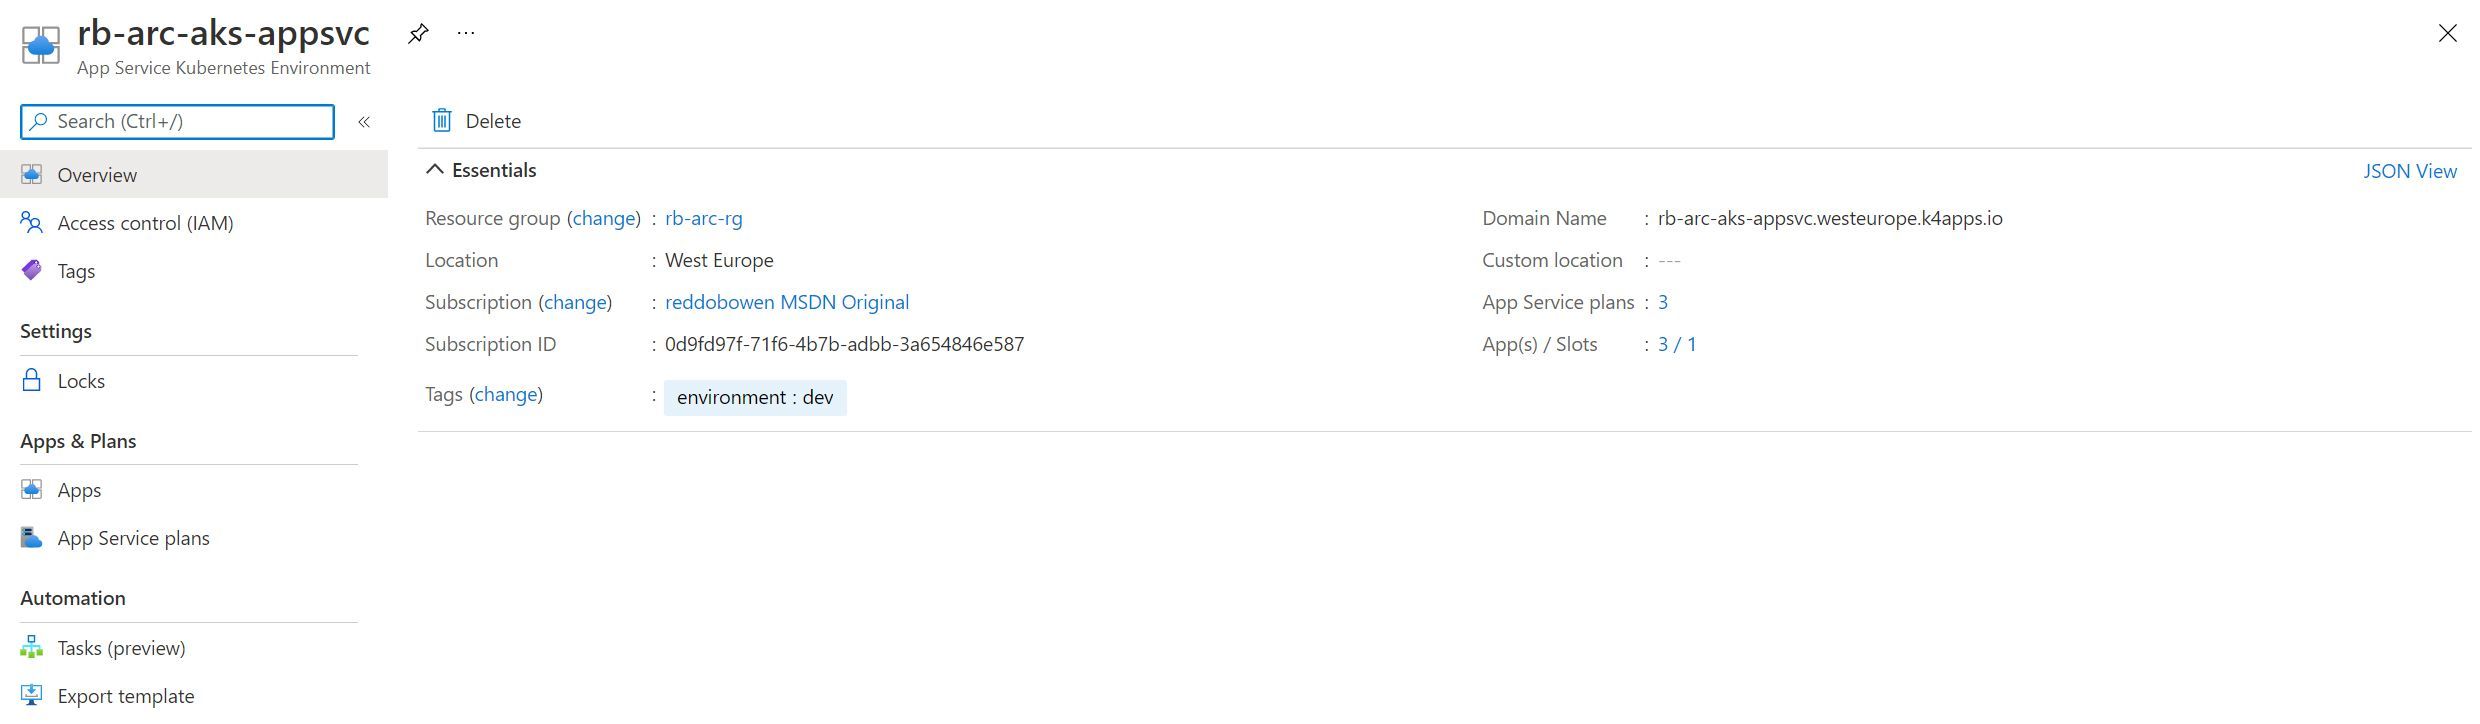 rb-arc-aks-appsvc
App Service Kubernetes Environment
Search (Ctrl+/)
Overview
Access control (IAM)
Tags
Settings
Locks
Apps & Plans
Apps
App Service plans
Automation
Tasks (preview)
Export template
Delete
Essentials
JSON View
Resource group (change) : rb-arc-rg
Location : West Europe
Subscription (change) : reddobowen MSDN Original
Subscription ID : 0d9fd97f-71f6-4b7b-adbb-3a654846e587
Tags (change) : environment : dev
Domain Name : rb-arc-aks-appsvc.westeurope.k4apps.io
Custom location : ---
App Service plans : 3
App(s) / Slots : 3 / 1